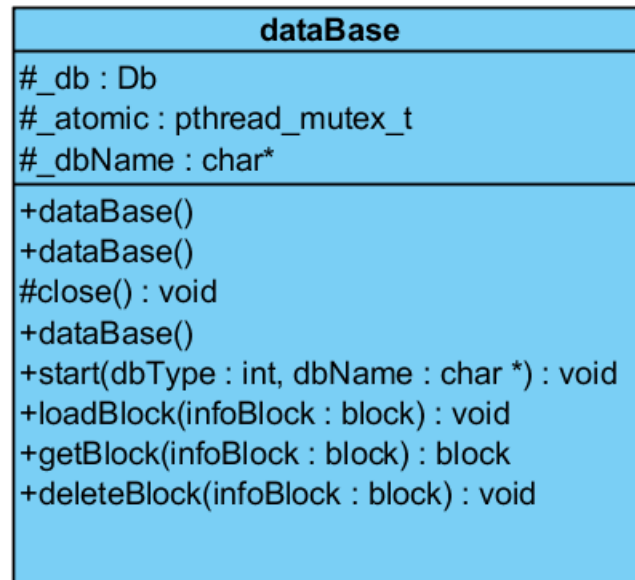 dataBase
#_db : Db
#_atomic : pthread_mutex_t
#_dbName : char*
+dataBase()
+dataBase()
#close() : void
+dataBase()
+start(dbType : int, dbName : char *) : void
+loadBlock(infoBlock : block) : void
+getBlock(infoBlock : block) : block
+deleteBlock(infoBlock : block) : void